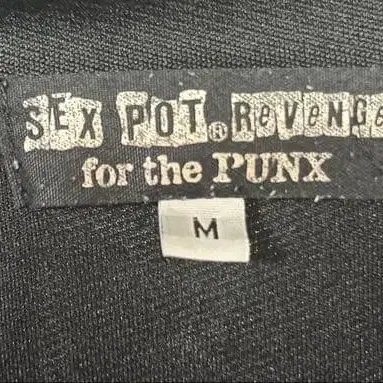 SEX POT® ReVeNGe
for the PUNX
M